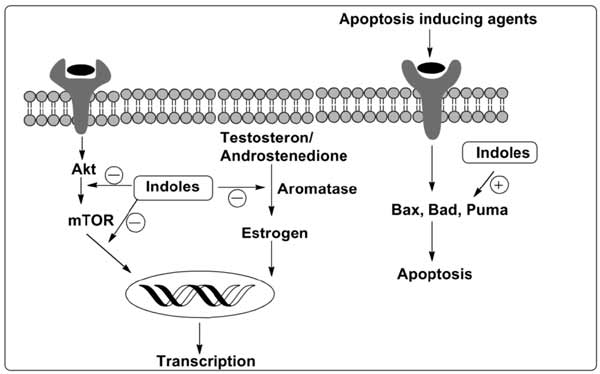 Apoptosis inducing agents
Testosteron/
Androstenedione
Indoles
Akt
−
Indoles
−
Aromatase
+
mTOR
−
Bax, Bad, Puma
Estrogen
Apoptosis
Transcription